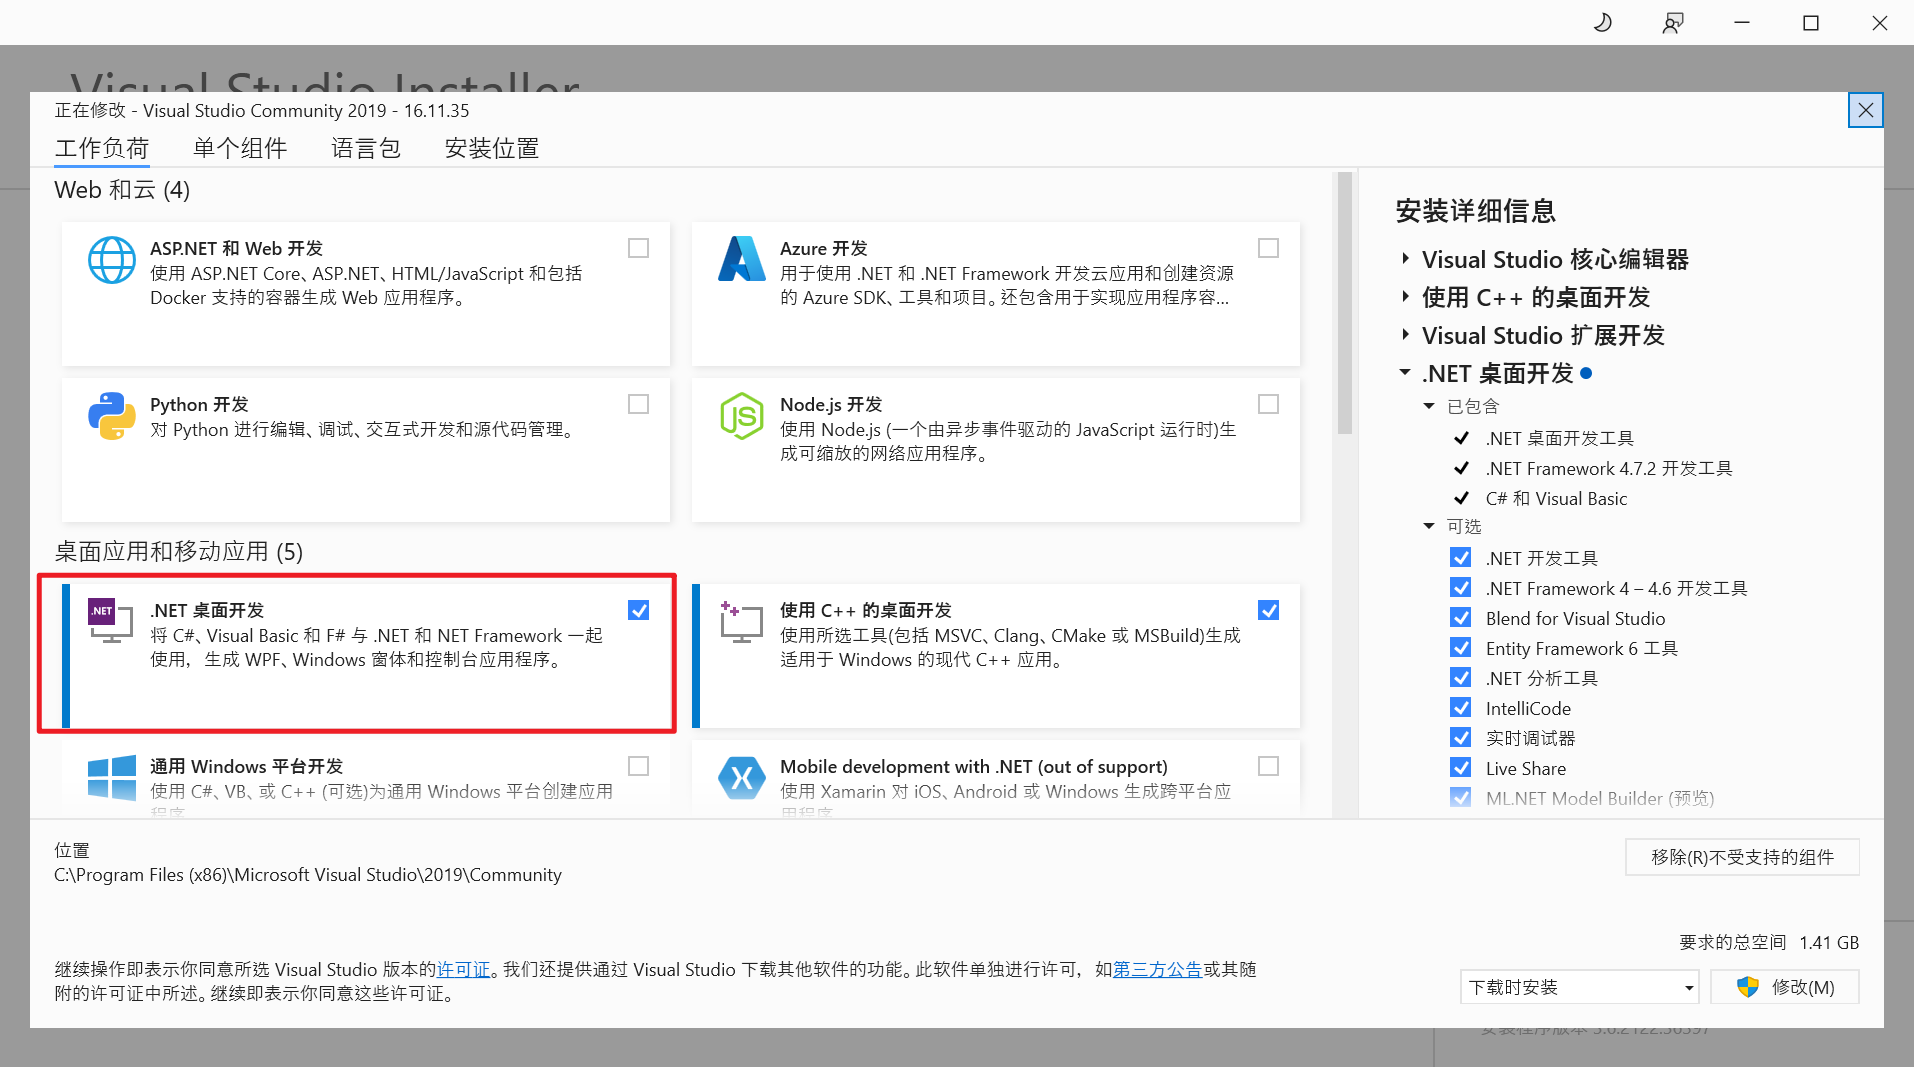 Visual Studio Installer
正在修改 - Visual Studio Community 2019 - 16.11.35
工作负荷 单个组件 语言包 安装位置
Web 和云 (4)
ASP.NET 和 Web 开发
使用 ASP.NET Core、ASP.NET、HTML/JavaScript 和包括
Docker 支持的容器生成 Web 应用程序。
Azure 开发
用于使用 .NET 和 .NET Framework 开发云应用和创建资源
的 Azure SDK、工具和项目。还包含用于实现应用程序容...
Python 开发
对 Python 进行编辑、调试、交互式开发和源代码管理。
Node.js 开发
使用 Node.js (一个由异步事件驱动的 JavaScript 运行时)生
成可缩放的网络应用程序。
桌面应用和移动应用 (5)
.NET
.NET 桌面开发
将 C#、Visual Basic 和 F# 与 .NET 和 NET Framework 一起
使用，生成 WPF、Windows 窗体和控制台应用程序。
使用 C++ 的桌面开发
使用所选工具(包括 MSVC、Clang、CMake 或 MSBuild)生成
适用于 Windows 的现代 C++ 应用。
通用 Windows 平台开发
使用 C#、VB、或 C++ (可选)为通用 Windows 平台创建应用
程序。
Mobile development with .NET (out of support)
使用 Xamarin 对 iOS、Android 或 Windows 生成跨平台应
用程序。
安装详细信息
Visual Studio 核心编辑器
使用 C++ 的桌面开发
Visual Studio 扩展开发
.NET 桌面开发
已包含
.NET 桌面开发工具
.NET Framework 4.7.2 开发工具
C# 和 Visual Basic
可选
.NET 开发工具
.NET Framework 4 – 4.6 开发工具
Blend for Visual Studio
Entity Framework 6 工具
.NET 分析工具
IntelliCode
实时调试器
Live Share
ML.NET Model Builder (预览)
位置
C:\Program Files (x86)\Microsoft Visual Studio\2019\Community
移除(R)不受支持的组件
要求的总空间 1.41 GB
继续操作即表示你同意所选 Visual Studio 版本的许可证。我们还提供通过 Visual Studio 下载其他软件的功能。此软件单独进行许可，如第三方公告或其随
附的许可证中所述。继续即表示你同意这些许可证。
下载时安装
修改(M)
安装程序版本 3.6.2122.36397